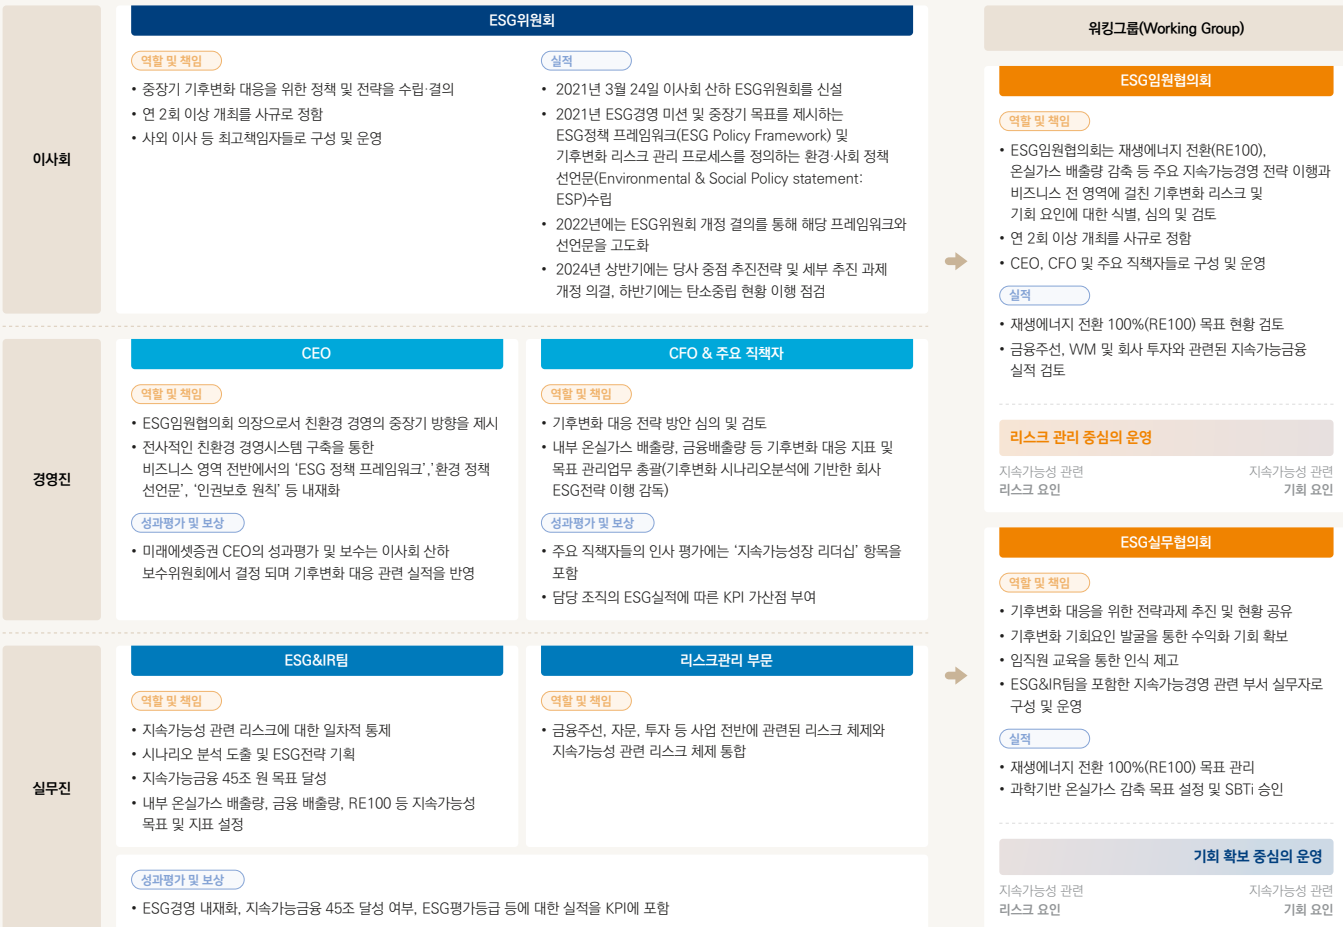 이사회
ESG위원회
역할 및 책임
• 중장기 기후변화 대응을 위한 정책 및 전략을 수립·결의
• 연 2회 이상 개최를 사규로 정함
• 사외 이사 등 최고책임자들로 구성 및 운영
실적
• 2021년 3월 24일 이사회 산하 ESG위원회를 신설
• 2021년 ESG경영 미션 및 중장기 목표를 제시하는
ESG정책 프레임워크(ESG Policy Framework) 및
기후변화 리스크 관리 프로세스를 정의하는 환경·사회 정책
선언문(Environmental & Social Policy statement:
ESP)수립
• 2022년에는 ESG위원회 개정 결의를 통해 해당 프레임워크와
선언문을 고도화
• 2024년 상반기에는 당사 중점 추진전략 및 세부 추진 과제
개정 의결, 하반기에는 탄소중립 현황 이행 점검
경영진
CEO
역할 및 책임
• ESG임원협의회 의장으로서 친환경 경영의 중장기 방향을 제시
• 전사적인 친환경 경영시스템 구축을 통한
비즈니스 영역 전반에서의 ‘ESG 정책 프레임워크’,’환경 정책
선언문’, ‘인권보호 원칙’ 등 내재화
성과평가 및 보상
• 미래에셋증권 CEO의 성과평가 및 보수는 이사회 산하
보수위원회에서 결정 되며 기후변화 대응 관련 실적을 반영
CFO & 주요 직책자
역할 및 책임
• 기후변화 대응 전략 방안 심의 및 검토
• 내부 온실가스 배출량, 금융배출량 등 기후변화 대응 지표 및
목표 관리업무 총괄(기후변화 시나리오분석에 기반한 회사
ESG전략 이행 감독)
성과평가 및 보상
• 주요 직책자들의 인사 평가에는 ‘지속가능성장 리더십’ 항목을
포함
• 담당 조직의 ESG실적에 따른 KPI 가산점 부여
실무진
ESG&IR팀
역할 및 책임
• 지속가능성 관련 리스크에 대한 일차적 통제
• 시나리오 분석 도출 및 ESG전략 기획
• 지속가능금융 45조 원 목표 달성
• 내부 온실가스 배출량, 금융 배출량, RE100 등 지속가능성
목표 및 지표 설정
리스크관리 부문
역할 및 책임
• 금융주선, 자문, 투자 등 사업 전반에 관련된 리스크 체제와
지속가능성 관련 리스크 체제 통합
성과평가 및 보상
• ESG경영 내재화, 지속가능금융 45조 달성 여부, ESG평가등급 등에 대한 실적을 KPI에 포함
워킹그룹(Working Group)
ESG임원협의회
역할 및 책임
• ESG임원협의회는 재생에너지 전환(RE100),
온실가스 배출량 감축 등 주요 지속가능경영 전략 이행과
비즈니스 전 영역에 걸친 기후변화 리스크 및
기회 요인에 대한 식별, 심의 및 검토
• 연 2회 이상 개최를 사규로 정함
• CEO, CFO 및 주요 직책자들로 구성 및 운영
실적
• 재생에너지 전환 100%(RE100) 목표 현황 검토
• 금융주선, WM 및 회사 투자와 관련된 지속가능금융
실적 검토
리스크 관리 중심의 운영
지속가능성 관련
리스크 요인
지속가능성 관련
기회 요인
ESG실무협의회
역할 및 책임
• 기후변화 대응을 위한 전략과제 추진 및 현황 공유
• 기후변화 기회요인 발굴을 통한 수익화 기회 확보
• 임직원 교육을 통한 인식 제고
• ESG&IR팀을 포함한 지속가능경영 관련 부서 실무자로
구성 및 운영
실적
• 재생에너지 전환 100%(RE100) 목표 관리
• 과학기반 온실가스 감축 목표 설정 및 SBTi 승인
기회 확보 중심의 운영
지속가능성 관련
리스크 요인
지속가능성 관련
기회 요인